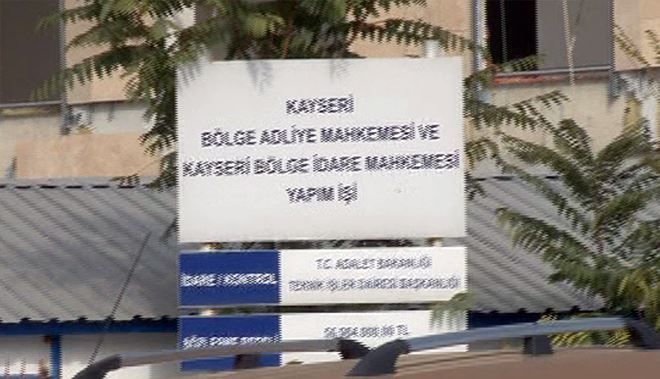 KAYSERİ
BÖLGE ADLİYE MAHKEMESİ VE
KAYSERİ BÖLGE İDARE MAHKEMESİ
YAPIM İŞİ
İDARE / KONTROL
T.C. ADALET BAKANLIĞI
TEKNİK İŞLER DAİRESİ BAŞKANLIĞI
TL